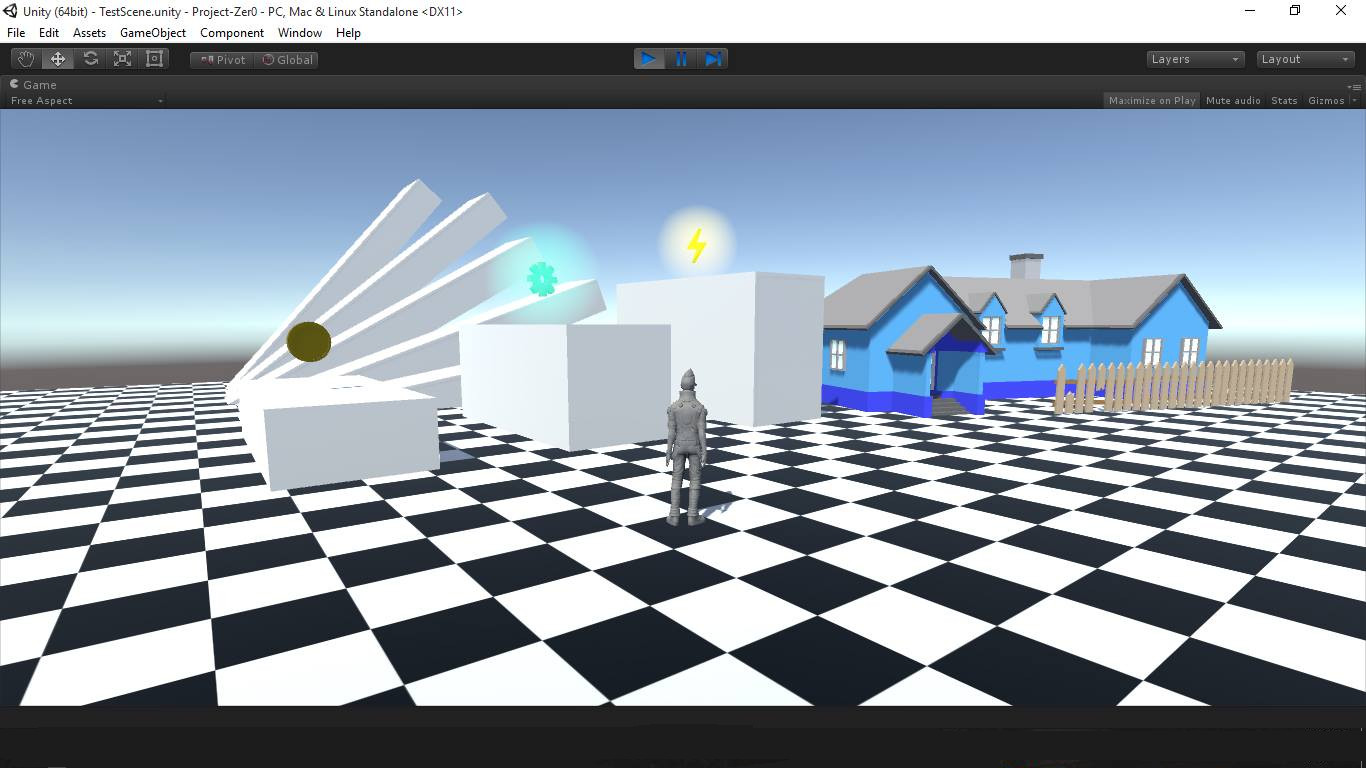 Unity (64bit) - TestScene.unity - Project-Zer0 - PC, Mac & Linux Standalone <DX11>
File Edit Assets GameObject Component Window Help
Pivot Global Layers Layout
Game
Free Aspect Maximize on Play Mute audio Stats Gizmos